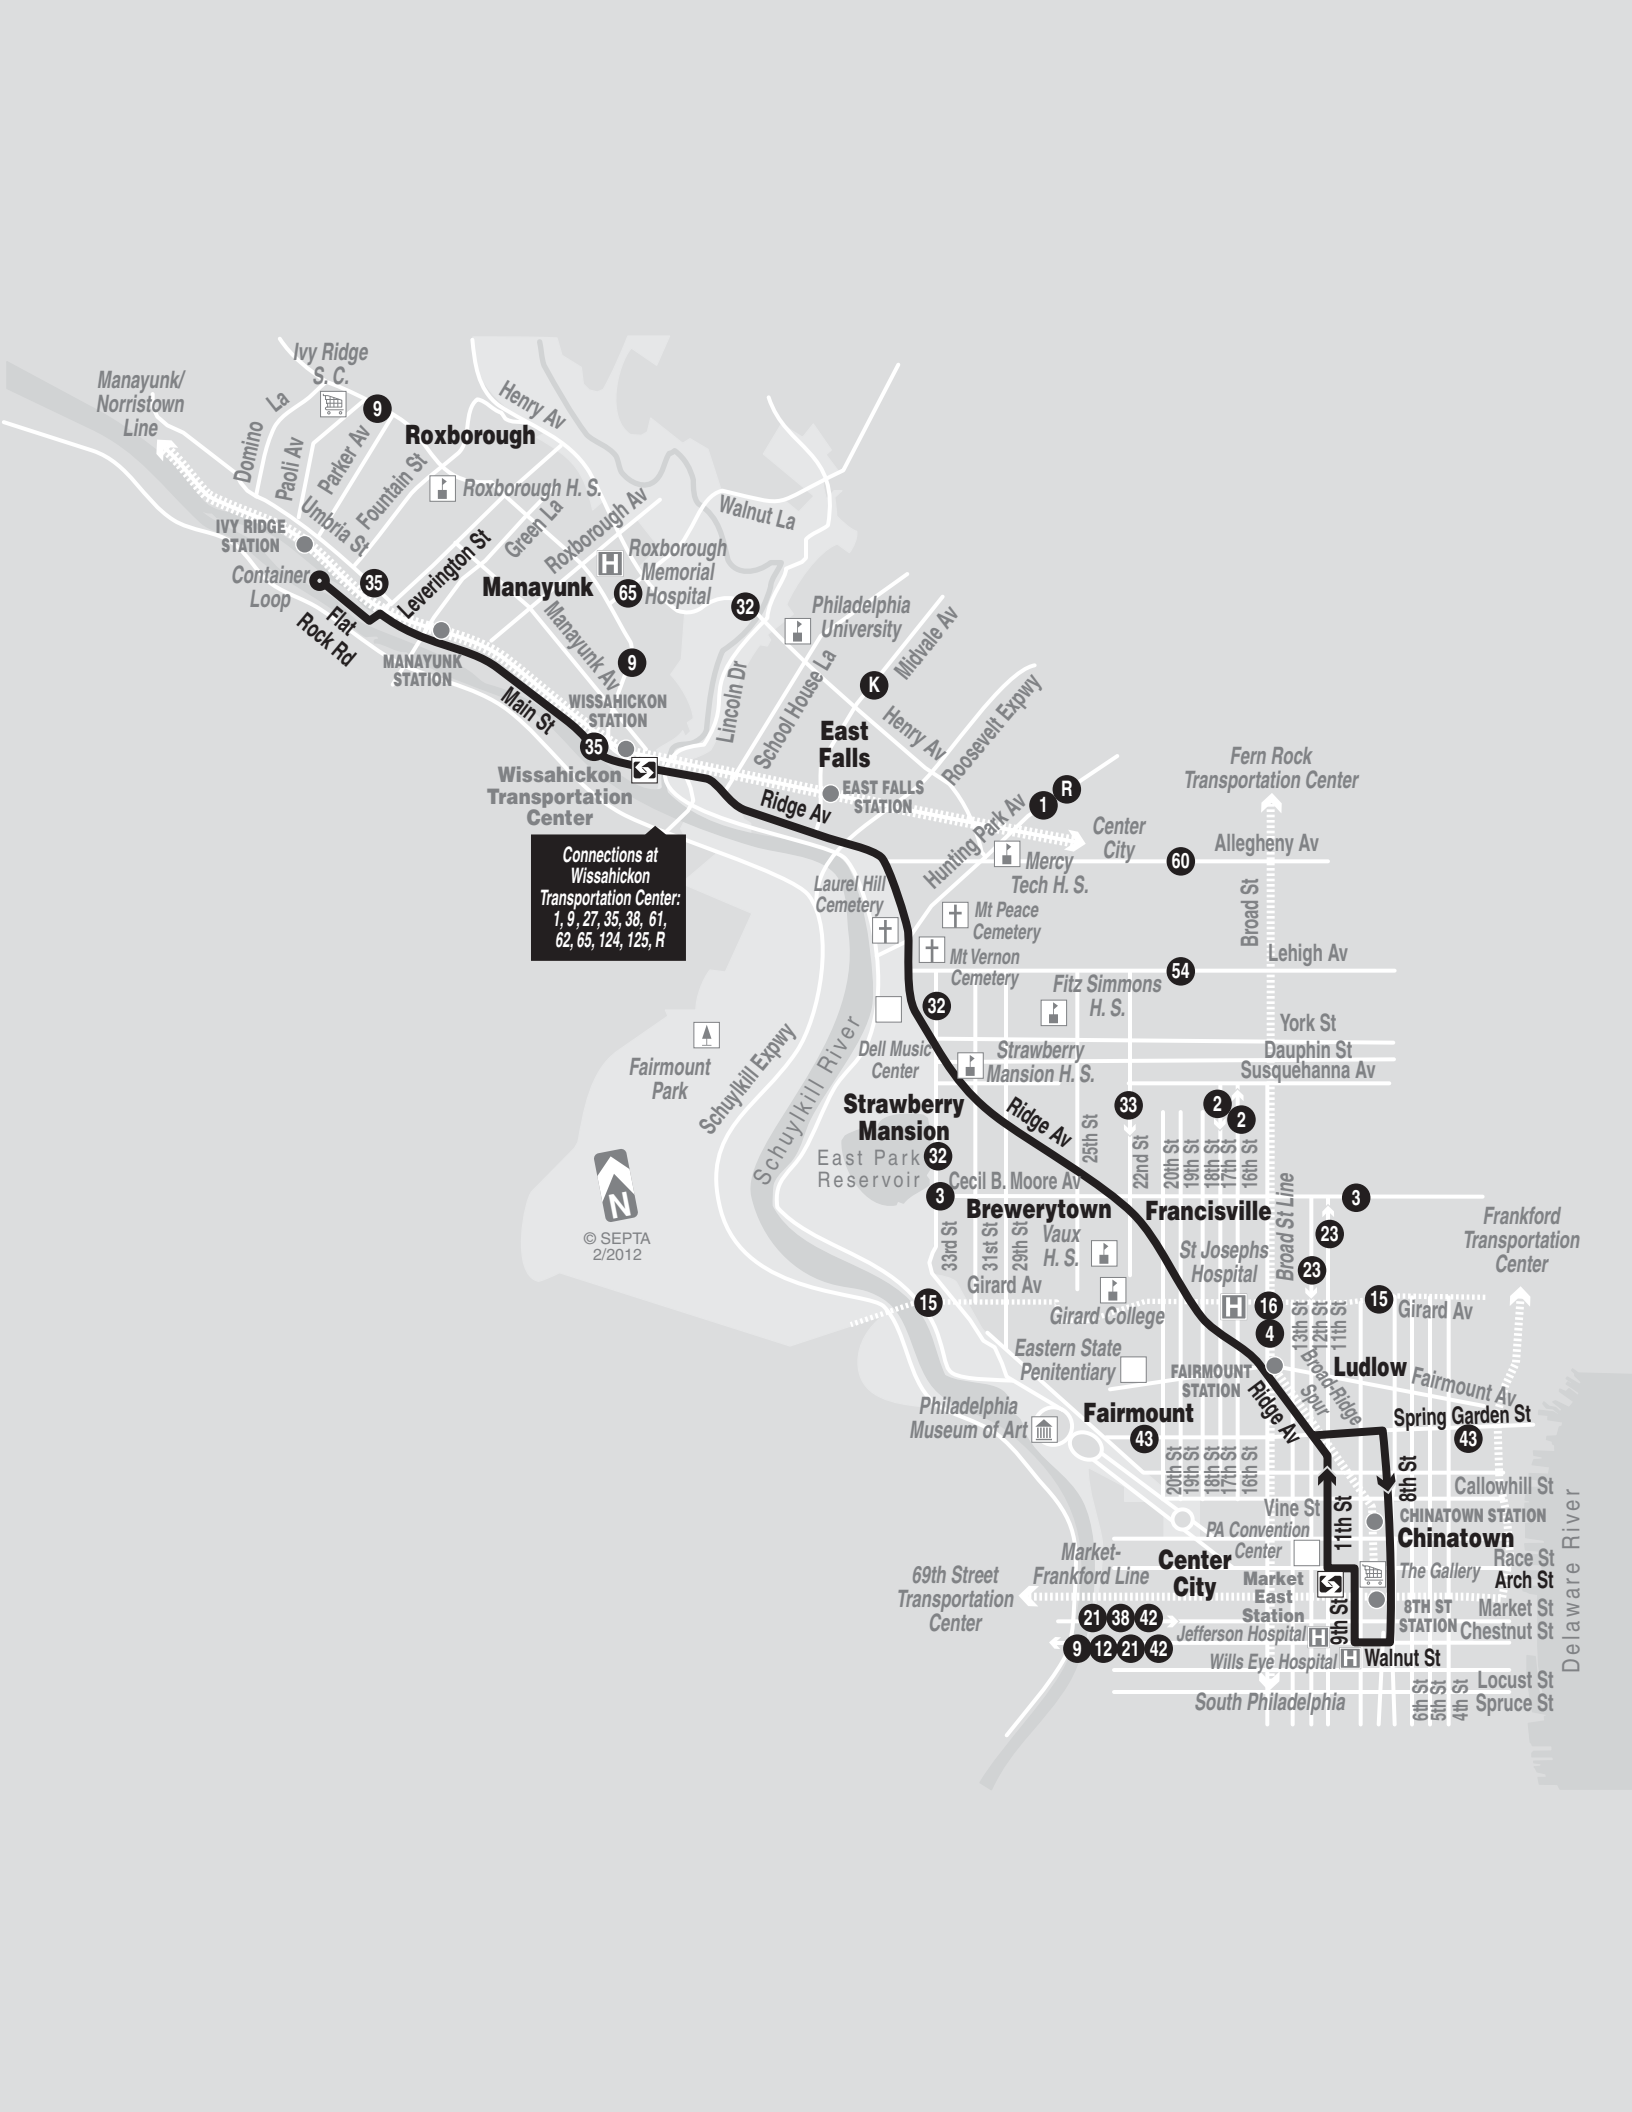 Ivy Ridge
S. C.
Manayunk/
Norristown
Line
Domino
La
Paoli Av
Parker Av
9
Roxborough
Henry Av
Fountain St
Umbria St
Roxborough H. S.
IVY RIDGE
STATION
Container
Loop
35
Flat
Rock Rd
Leverington St
Green La
Roxborough Av
Walnut La
H
Roxborough
Memorial
Hospital
Manayunk
65
32
MANAYUNK
STATION
Manayunk Av
9
Philadelphia
University
Midvale Av
K
Main St
WISSAHICKON
STATION
35
Lincoln Dr
School House La
East
Falls
Henry Av
Roosevelt Expwy
Wissahickon
Transportation
Center
Ridge Av
EAST FALLS
STATION
Hunting Park Av
1
R
Center
City
Fern Rock
Transportation Center
Allegheny Av
60
Connections at
Wissahickon
Transportation Center:
1, 9 , 27, 35, 38, 61,
62, 65, 124, 125, R
Mercy
Tech H. S.
Laurel Hill
Cemetery
Mt Peace
Cemetery
Mt Vernon
Cemetery
Broad St
Lehigh Av
54
Fitz Simmons
H. S.
32
York St
Dauphin St
Susquehanna Av
Dell Music
Center
Strawberry
Mansion H. S.
Fairmount
Park
Schuylkill Expwy
Schuylkill River
Strawberry
Mansion
Ridge Av
25th St
33
22nd St
20th St
19th St
18th St
17th St
16th St
2
2
East Park
Reservoir
32
Cecil B. Moore Av
3
Brewerytown
Francisville
3
N
© SEPTA
2/2012
33rd St
31st St
29th St
Vaux
H. S.
St Josephs
Hospital
Broad St Line
23
23
Frankford
Transportation
Center
Girard Av
15
Girard College
H
16
4
13th St
12th St
11th St
15
Girard Av
Eastern State
Penitentiary
FAIRMOUNT
STATION
Broad-Ridge
Spur
Ludlow
Fairmount Av
Philadelphia
Museum of Art
Fairmount
43
Ridge Av
Spring Garden St
43
20th St
19th St
18th St
17th St
16th St
8th St
Callowhill St
Vine St
11th St
CHINATOWN STATION
Chinatown
PA Convention
Center
Market-
Frankford Line
Center
City
69th Street
Transportation
Center
Market
East
Station
The Gallery
Race St
Arch St
9th St
8TH ST
STATION
Market St
Chestnut St
21
38
42
9
12
21
42
Jefferson Hospital
H
Wills Eye Hospital
H
Walnut St
Locust St
Spruce St
South Philadelphia
6th St
5th St
4th St
Delaware River